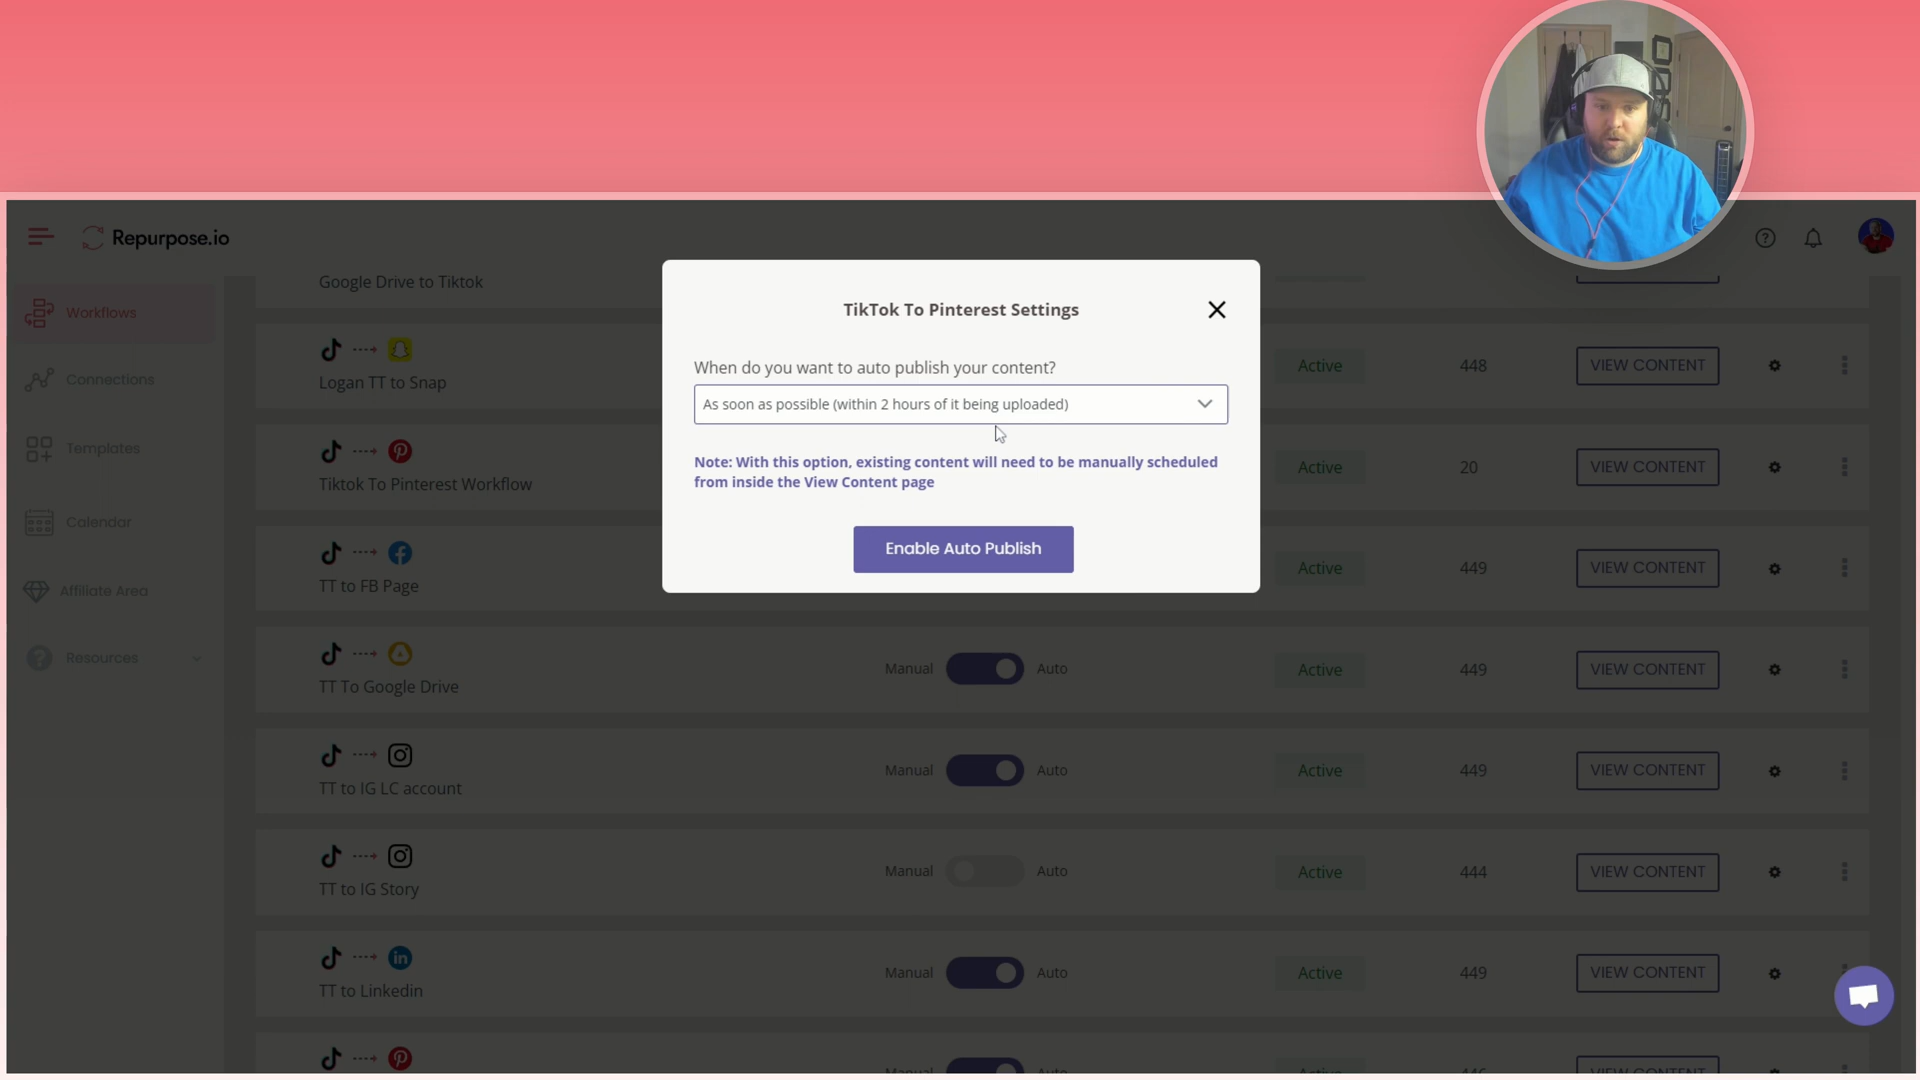 Repurpose.io
Workflows
Connections
Templates
Calendar
Affiliate Area
Resources
Google Drive to Tiktok
Logan TT to Snap
Active
448
VIEW CONTENT
Tiktok To Pinterest Workflow
Active
20
VIEW CONTENT
TT to FB Page
Active
449
VIEW CONTENT
TT To Google Drive
Manual
Auto
Active
449
VIEW CONTENT
TT to IG LC account
Manual
Auto
Active
449
VIEW CONTENT
TT to IG Story
Manual
Auto
Active
444
VIEW CONTENT
TT to Linkedin
Manual
Auto
Active
449
VIEW CONTENT
TikTok To Pinterest Settings
When do you want to auto publish your content?
As soon as possible (within 2 hours of it being uploaded)
Note: With this option, existing content will need to be manually scheduled
from inside the View Content page
Enable Auto Publish